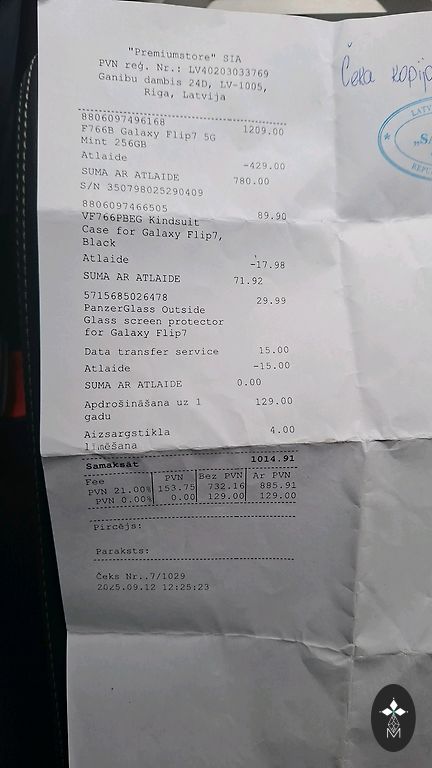 "Premiumstore" SIA
PVN reģ. Nr.: LV40203033769
Ganību dambis 24D, LV-1005,
Rīga, Latvija
8806097496168
F766B Galaxy Flip7 5G 1209.00
Mint 256GB
Atlaide -429.00
SUMA AR ATLAIDE 780.00
S/N 350798025290409
8806097466505
VF766PBEG Kindsuit 89.90
Case for Galaxy Flip7,
Black
Atlaide -17.98
SUMA AR ATLAIDE 71.92
5715685026478 29.99
PanzerGlass Outside
Glass screen protector
for Galaxy Flip7
Data transfer service 15.00
Atlaide -15.00
SUMA AR ATLAIDE 0.00
Apdrošināšana uz 1 129.00
gadu
Aizsargstikla 4.00
līmēšana
Samaksāt 1014.91
Fee PVN Bez PVN Ar PVN
PVN 21.00% 153.75 732.16 885.91
PVN 0.00% 0.00 129.00 129.00
Pircējs:
Paraksts:
Čeks Nr..7/1029
2025.09.12 12:25:23
Čeka kopija
LATV
"SA
REPU
M